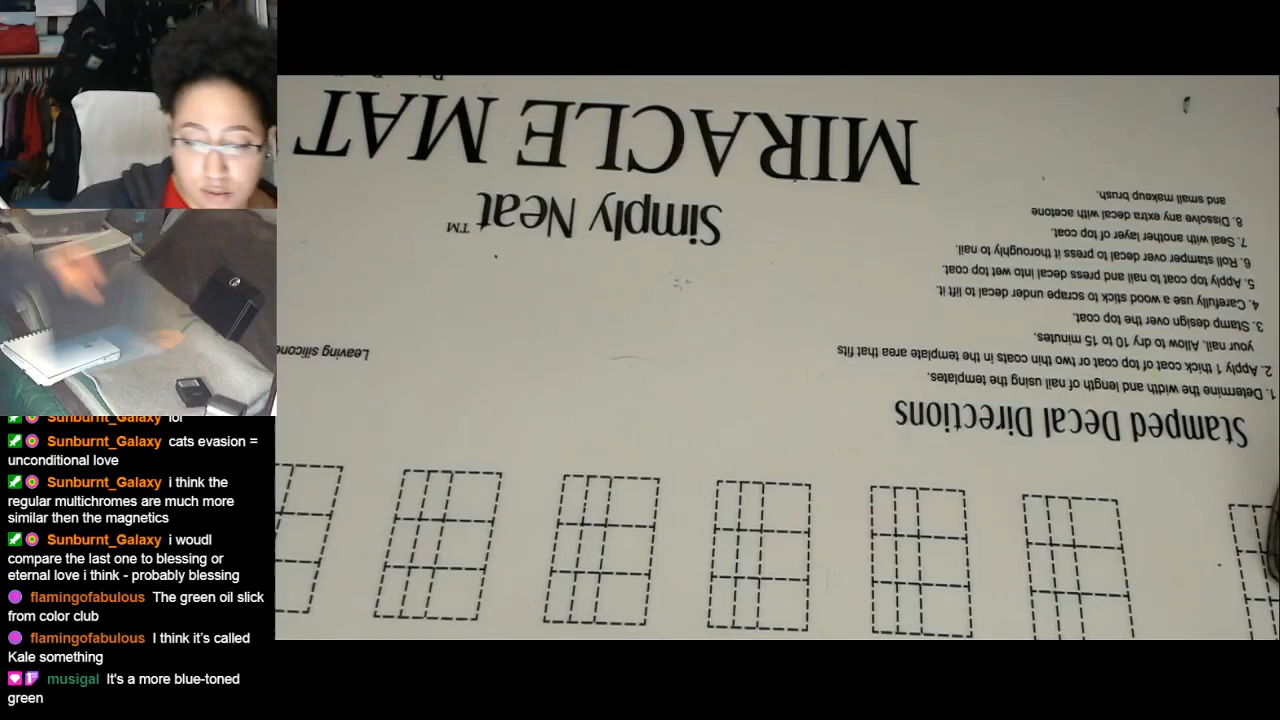 Sunburnt_Galaxy lol
Sunburnt_Galaxy cats evasion =
unconditional love
Sunburnt_Galaxy i think the
regular multichromes are much more
similar then the magnetics
Sunburnt_Galaxy i woudl
compare the last one to blessing or
eternal love i think - probably blessing
flamingofabulous The green oil slick
from color club
flamingofabulous I think it's called
Kale something
musigal It's a more blue-toned
green
Stamped Decal Directions
1. Determine the width and length of nail using the templates.
2. Apply 1 thick coat of top coat or two thin coats in the template area that fits
your nail. Allow to dry 10 to 15 minutes.
3. Stamp design over the top coat.
4. Carefully use a wood stick to scrape under decal to lift it.
5. Apply top coat to nail and press decal into wet top coat.
6. Roll stamper over decal to press it thoroughly to nail.
7. Seal with another layer of top coat.
8. Dissolve any extra decal with acetone
and small makeup brush.
Leaving silicone
Simply Neat™
MIRACLE MAT